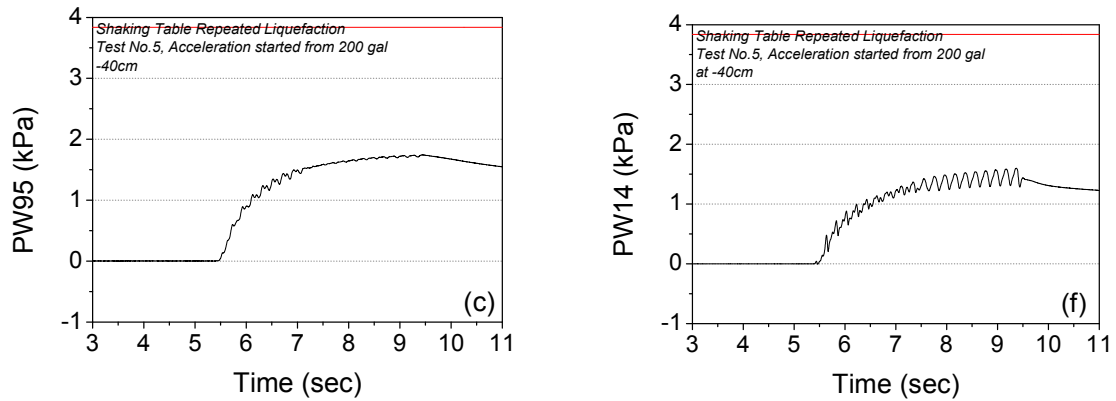 Shaking Table Repeated Liquefaction
Test No.5, Acceleration started from 200 gal
-40cm
4
3
2
1
0
-1
PW95 (kPa)
3 4 5 6 7 8 9 10 11
Time (sec)
(c)
Shaking Table Repeated Liquefaction
Test No.5, Acceleration started from 200 gal
at -40cm
4
3
2
1
0
-1
PW14 (kPa)
3 4 5 6 7 8 9 10 11
Time (sec)
(f)